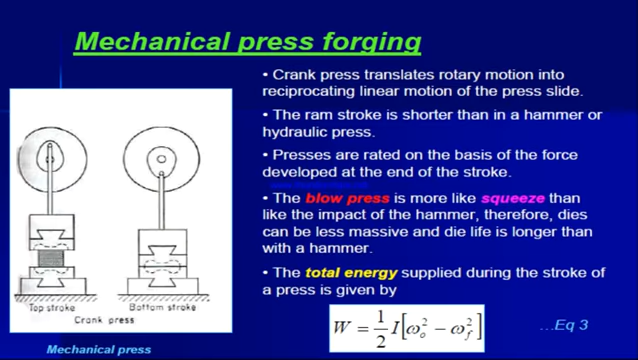 Mechanical press forging
• Crank press translates rotary motion into
reciprocating linear motion of the press slide.
• The ram stroke is shorter than in a hammer or
hydraulic press.
• Presses are rated on the basis of the force
developed at the end of the stroke.
• The blow press is more like squeeze than
like the impact of the hammer, therefore, dies
can be less massive and die life is longer than
with a hammer.
• The total energy supplied during the stroke of
a press is given by
W = 1/2 I[ω_o^2 − ω_f^2]
…Eq 3
Top stroke
Bottom stroke
Crank press
Mechanical press